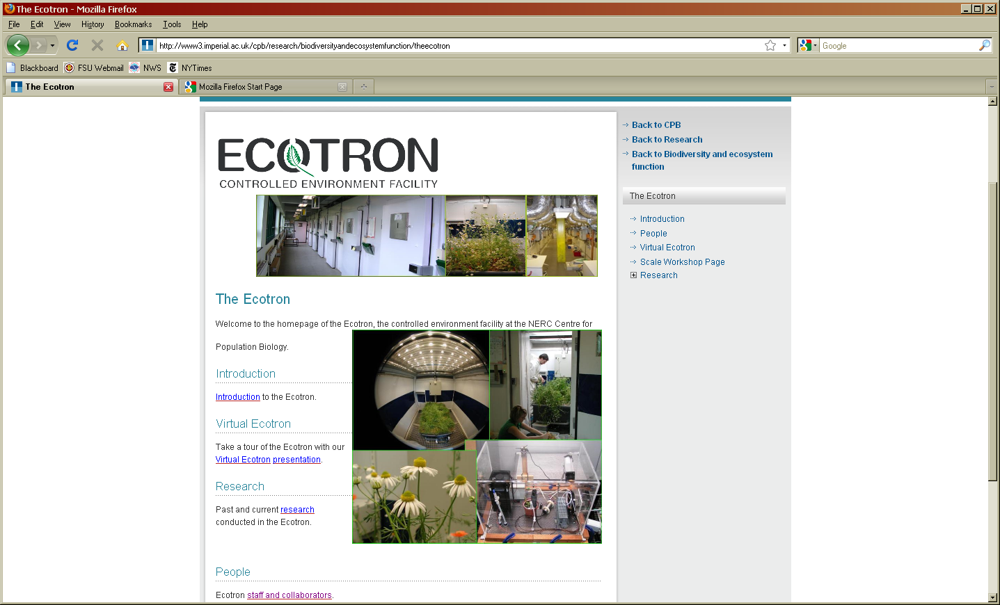 The Ecotron - Mozilla Firefox
File Edit View History Bookmarks Tools Help
http://www3.imperial.ac.uk/cpb/research/biodiversityandecosystemfunction/theecotron
Google
Blackboard FSU Webmail NWS NYTimes
The Ecotron Mozilla Firefox Start Page
ECOTRON
CONTROLLED ENVIRONMENT FACILITY
The Ecotron
Welcome to the homepage of the Ecotron, the controlled environment facility at the NERC Centre for
Population Biology.
Introduction
Introduction to the Ecotron.
Virtual Ecotron
Take a tour of the Ecotron with our
Virtual Ecotron presentation.
Research
Past and current research
conducted in the Ecotron.
People
Ecotron staff and collaborators.
Back to CPB
Back to Research
Back to Biodiversity and ecosystem
function
The Ecotron
Introduction
People
Virtual Ecotron
Scale Workshop Page
Research